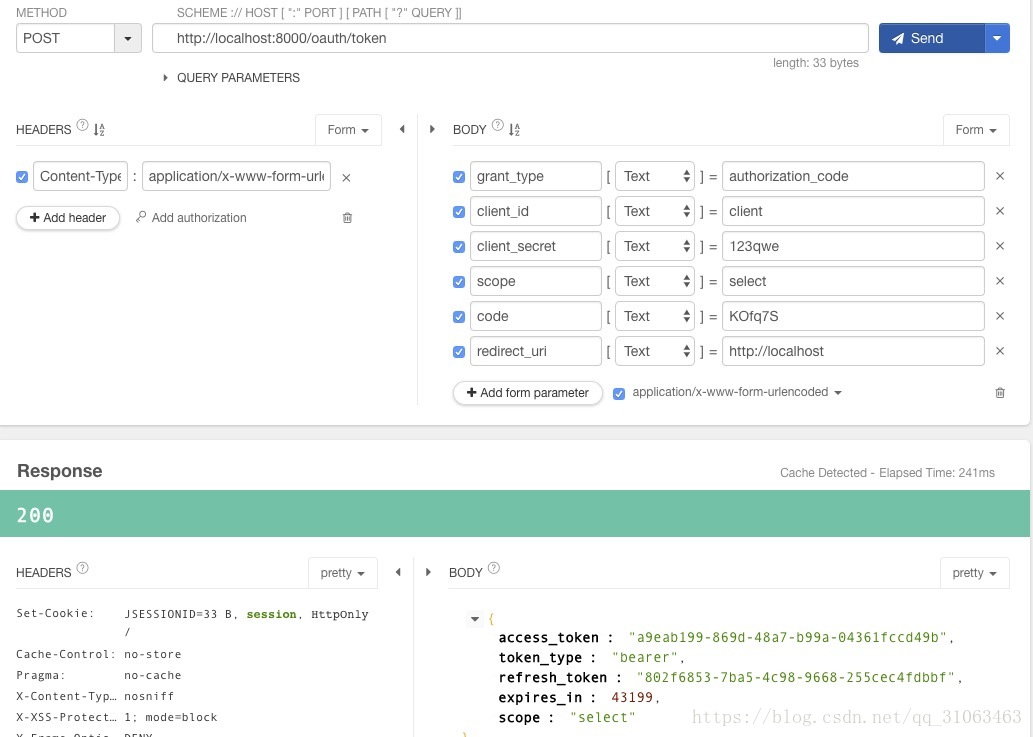 METHOD
SCHEME :// HOST [ ":" PORT ] [ PATH [ "?" QUERY ]]
POST
http://localhost:8000/oauth/token
Send
length: 33 bytes
QUERY PARAMETERS
HEADERS ?
Form
BODY ?
Form
Content-Type : application/x-www-form-urle
Add header
Add authorization
grant_type [ Text ] = authorization_code
client_id [ Text ] = client
client_secret [ Text ] = 123qwe
scope [ Text ] = select
code [ Text ] = KOfq7S
redirect_uri [ Text ] = http://localhost
Add form parameter
application/x-www-form-urlencoded
Response
Cache Detected - Elapsed Time: 241ms
200
HEADERS ?
pretty
BODY ?
pretty
Set-Cookie: JSESSIONID=33 B, session, HttpOnly
/
Cache-Control: no-store
Pragma: no-cache
X-Content-Typ… nosniff
X-XSS-Protect… 1; mode=block
X-Frame-Optio… DENY
{
access_token : "a9eab199-869d-48a7-b99a-04361fccd49b",
token_type : "bearer",
refresh_token : "802f6853-7ba5-4c98-9668-255cec4fdbbf",
expires_in : 43199,
scope : "select"
}
https://blog.csdn.net/qq_31063463